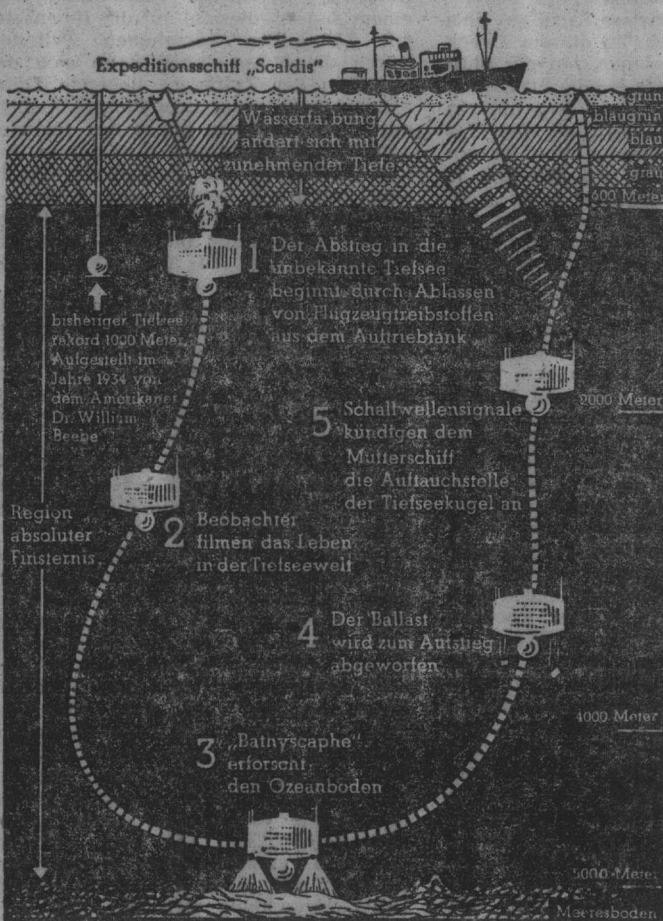 Expeditionsschiff „Scaldis“
Wasserfärbung
ändert sich mit
zunehmender Tiefe
grün
blaugrün
blau
grau
600 Meter
1 Der Abstieg in die
unbekannte Tiefsee
beginnt durch Ablassen
von Flugzeugtreibstoffen
aus dem Auftriebtank
bisheriger Tiefsee
rekord 1000 Meter
Aufgestellt im
Jahre 1934 von
dem Amerikaner
Dr. William
Beebe
2000 Meter
5 Schallwellensignale
kündigen dem
Mutterschiff
die Auftauchstelle
der Tiefseekugel an
Region
absoluter
Finsternis
2 Beobachter
filmen das Leben
in der Tiefseewelt
4 Der Ballast
wird zum Aufstieg
abgeworfen
4000 Meter
3 „Bathyscaphe“
erforscht
den Ozeanboden
5000 Meter
Meeresboden